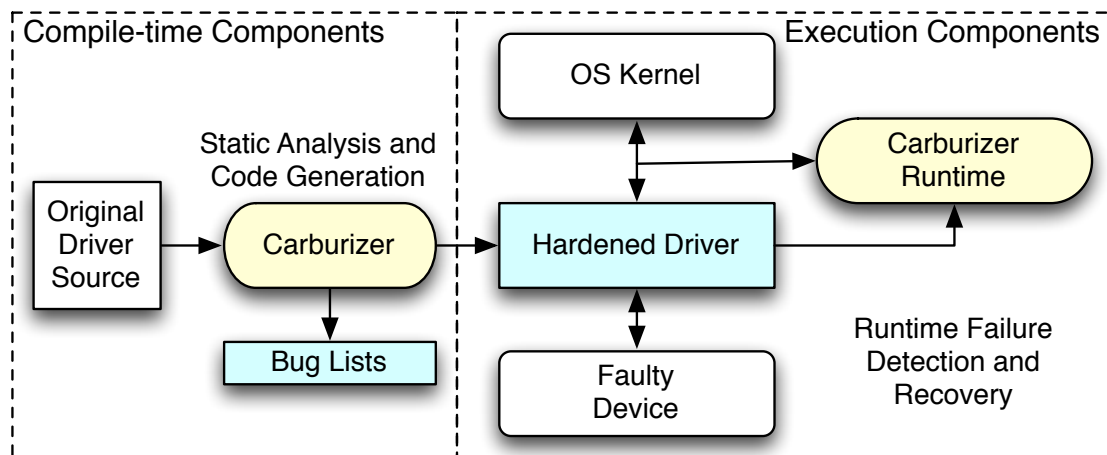 Compile-time Components
Execution Components
OS Kernel
Static Analysis and
Code Generation
Carburizer
Runtime
Original
Driver
Source
Carburizer
Hardened Driver
Bug Lists
Faulty
Device
Runtime Failure
Detection and
Recovery